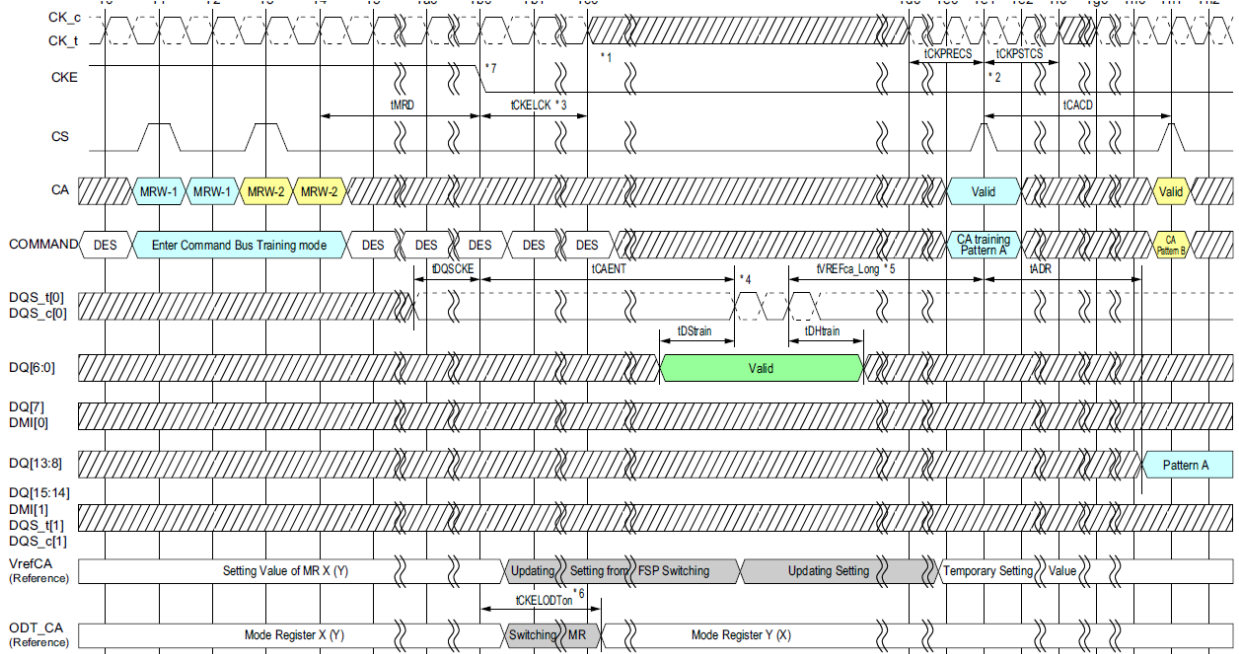 CK_c
CK_t
tCKPRECS
tCKPSTCS
*1
*2
CKE
*7
tMRD
tCKELCK *3
tCACD
CS
CA
MRW-1
MRW-1
MRW-2
MRW-2
Valid
Valid
COMMAND
DES
Enter Command Bus Training mode
DES
DES
DES
DES
DES
CA training
Pattern A
CA
Pattern B
tDQSCKE
tCAENT
*4
tVREFca_Long *5
tADR
DQS_t[0]
DQS_c[0]
tDStrain
tDHtrain
DQ[6:0]
Valid
DQ[7]
DMI[0]
DQ[13:8]
Pattern A
DQ[15:14]
DMI[1]
DQS_t[1]
DQS_c[1]
VrefCA
(Reference)
Setting Value of MR X (Y)
Updating Setting from FSP Switching
Updating Setting
Temporary Setting Value
tCKELODTon *6
ODT_CA
(Reference)
Mode Register X (Y)
Switching MR
Mode Register Y (X)